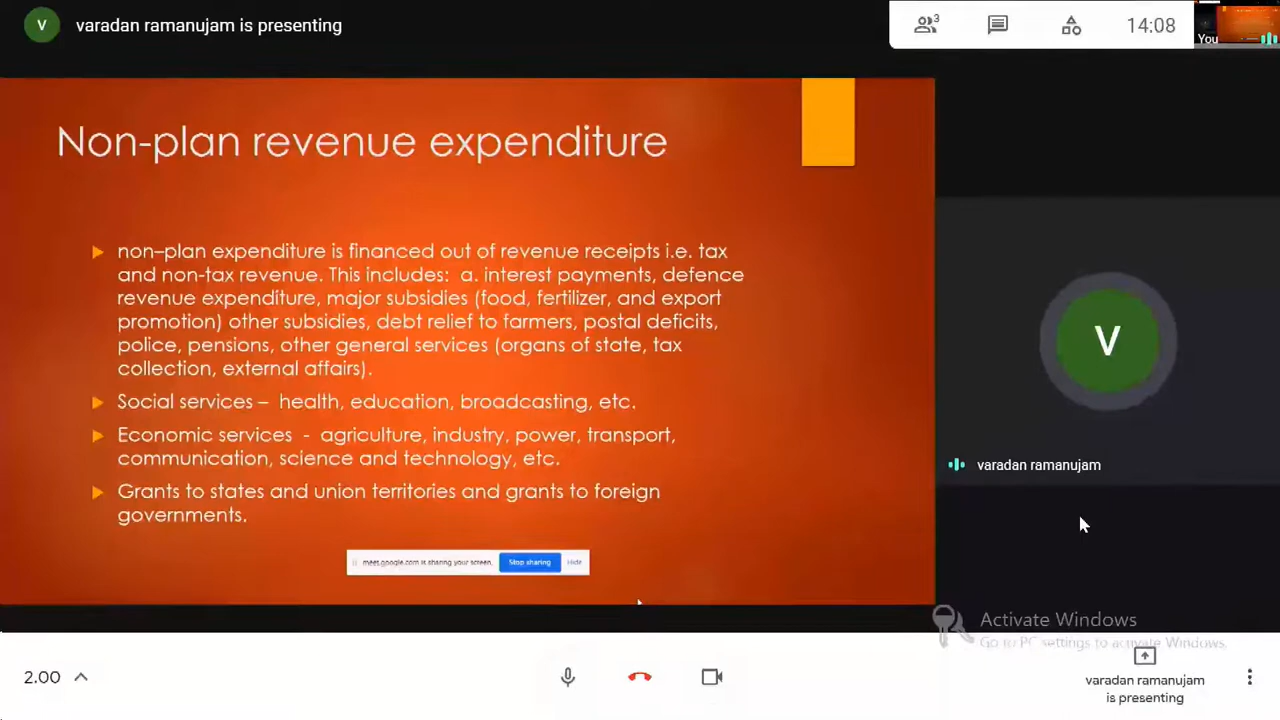 V
varadan ramanujam is presenting
3
14:08
You
Non-plan revenue expenditure
non–plan expenditure is financed out of revenue receipts i.e. tax
and non-tax revenue. This includes: a. interest payments, defence
revenue expenditure, major subsidies (food, fertilizer, and export
promotion) other subsidies, debt relief to farmers, postal deficits,
police, pensions, other general services (organs of state, tax
collection, external affairs).
Social services – health, education, broadcasting, etc.
Economic services - agriculture, industry, power, transport,
communication, science and technology, etc.
Grants to states and union territories and grants to foreign
governments.
meet.google.com is sharing your screen.
Stop sharing
Hide
V
varadan ramanujam
Activate Windows
Go to PC settings to activate Windows.
2.00
varadan ramanujam
is presenting